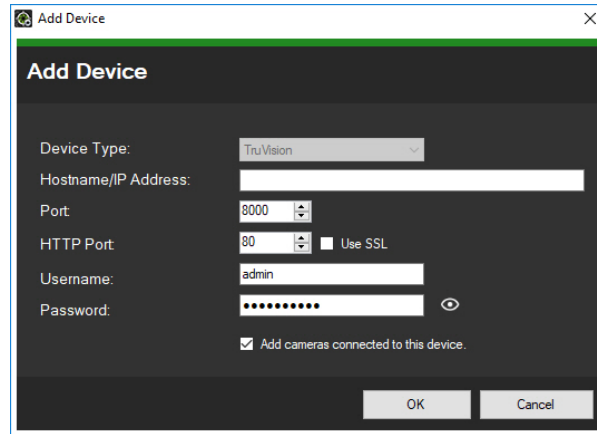 Add Device
Add Device
Device Type:
TruVision
Hostname/IP Address:
Port:
8000
HTTP Port:
80
Use SSL
Username:
admin
Password:
••••••••••
Add cameras connected to this device.
OK
Cancel